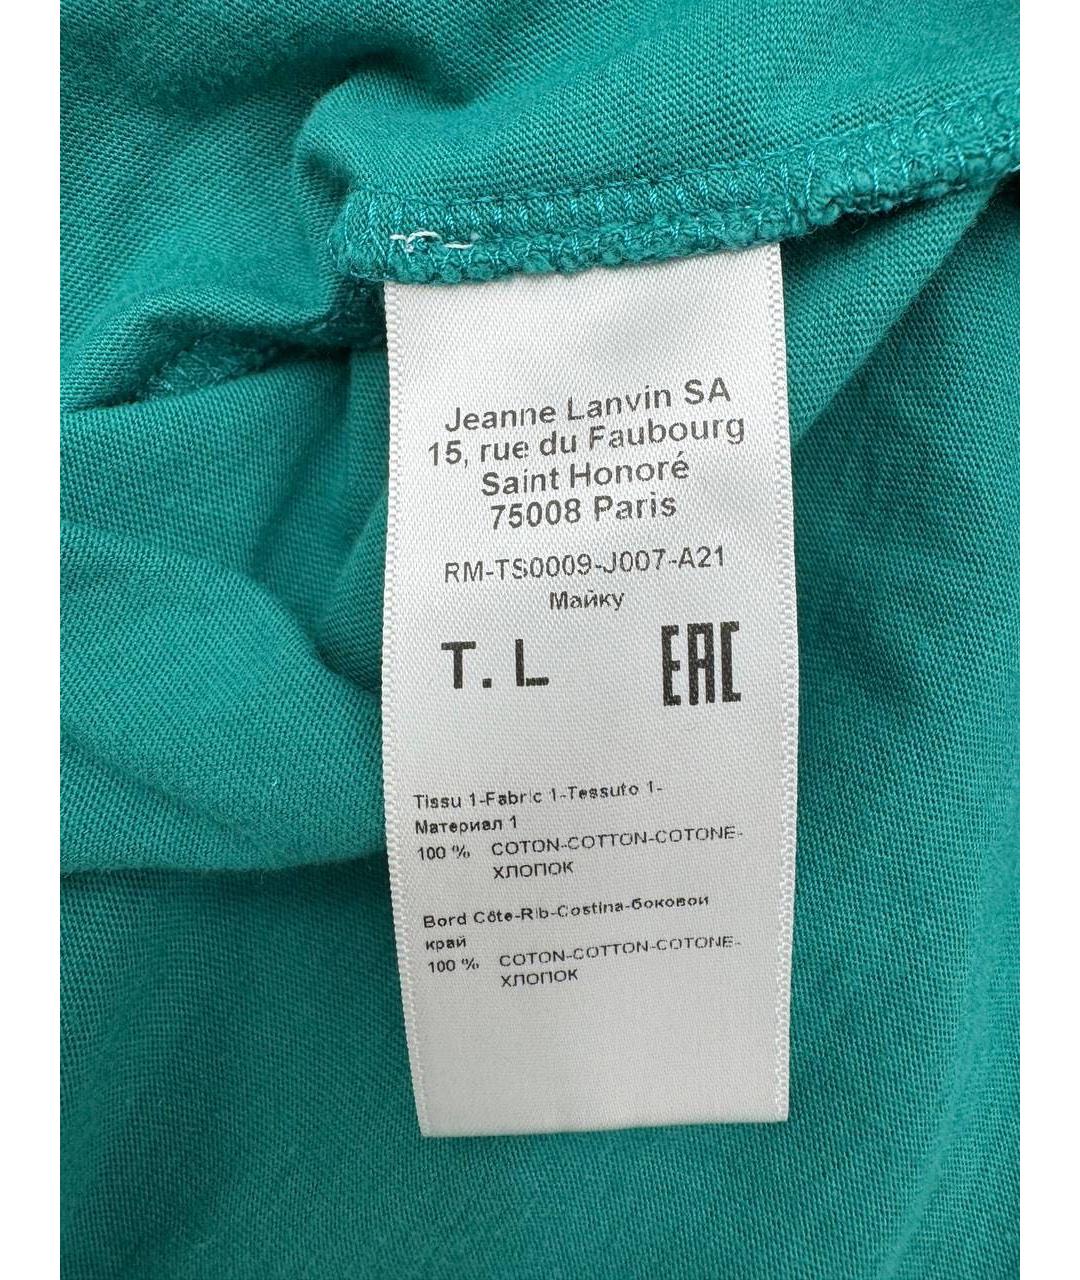 Jeanne Lanvin SA
15, rue du Faubourg
Saint Honoré
75008 Paris
RM-TS0009-J007-A21
Майку
T. L EAC
Tissu 1-Fabric 1-Tessuto 1-
Материал 1
100 % COTON-COTTON-COTONE-
ХЛОПОК
Bord Côte-Rib-Costina-боковой
край
100 % COTON-COTTON-COTONE-
ХЛОПОК